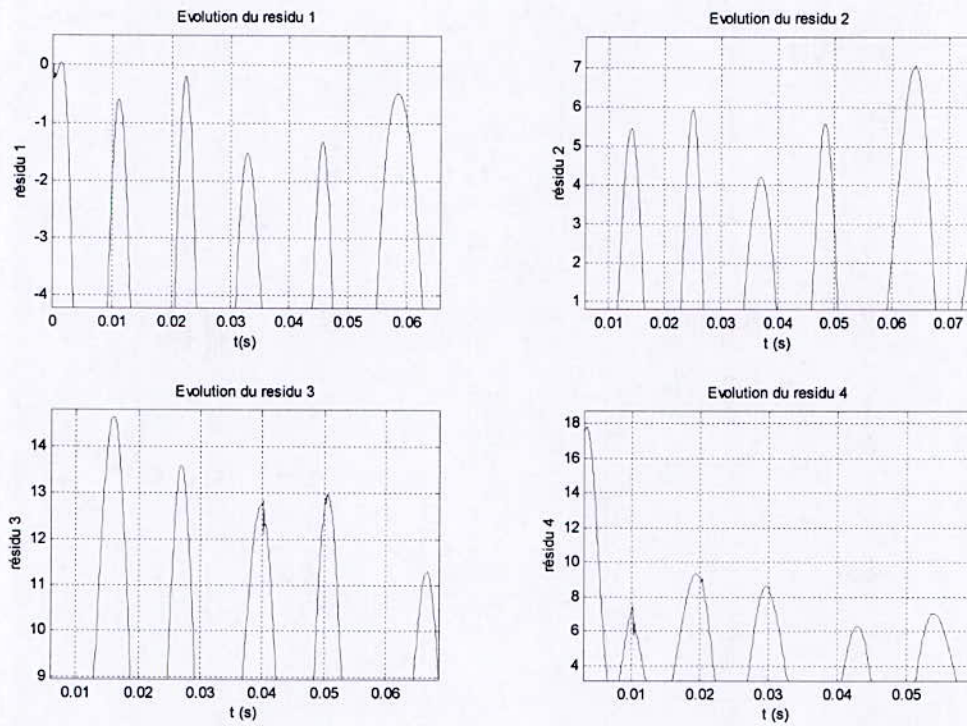 Evolution du residu 1
0
-1
-2
-3
-4
résidu 1
0 0.01 0.02 0.03 0.04 0.05 0.06
t(s)
Evolution du residu 2
7
6
5
4
3
2
1
résidu 2
0.01 0.02 0.03 0.04 0.05 0.06 0.07
t (s)
Evolution du residu 3
14
13
12
11
10
9
résidu 3
0.01 0.02 0.03 0.04 0.05 0.06
t (s)
Evolution du residu 4
18
16
14
12
10
8
6
4
résidu 4
0.01 0.02 0.03 0.04 0.05
t (s)